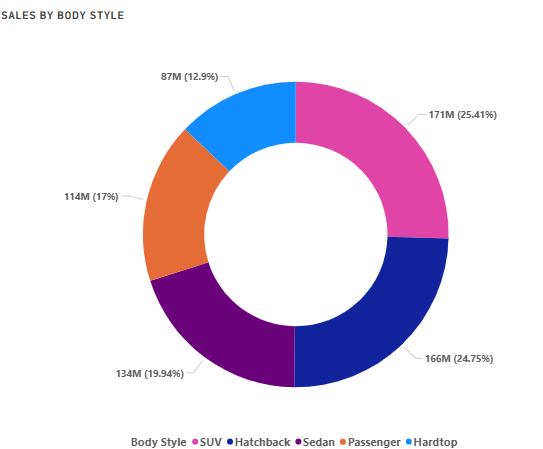 SALES BY BODY STYLE
87M (12.9%)
171M (25.41%)
114M (17%)
166M (24.75%)
134M (19.94%)
Body Style SUV Hatchback Sedan Passenger Hardtop